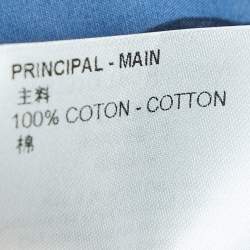 PRINCIPAL - MAIN
主料
100% COTON - COTTON
棉